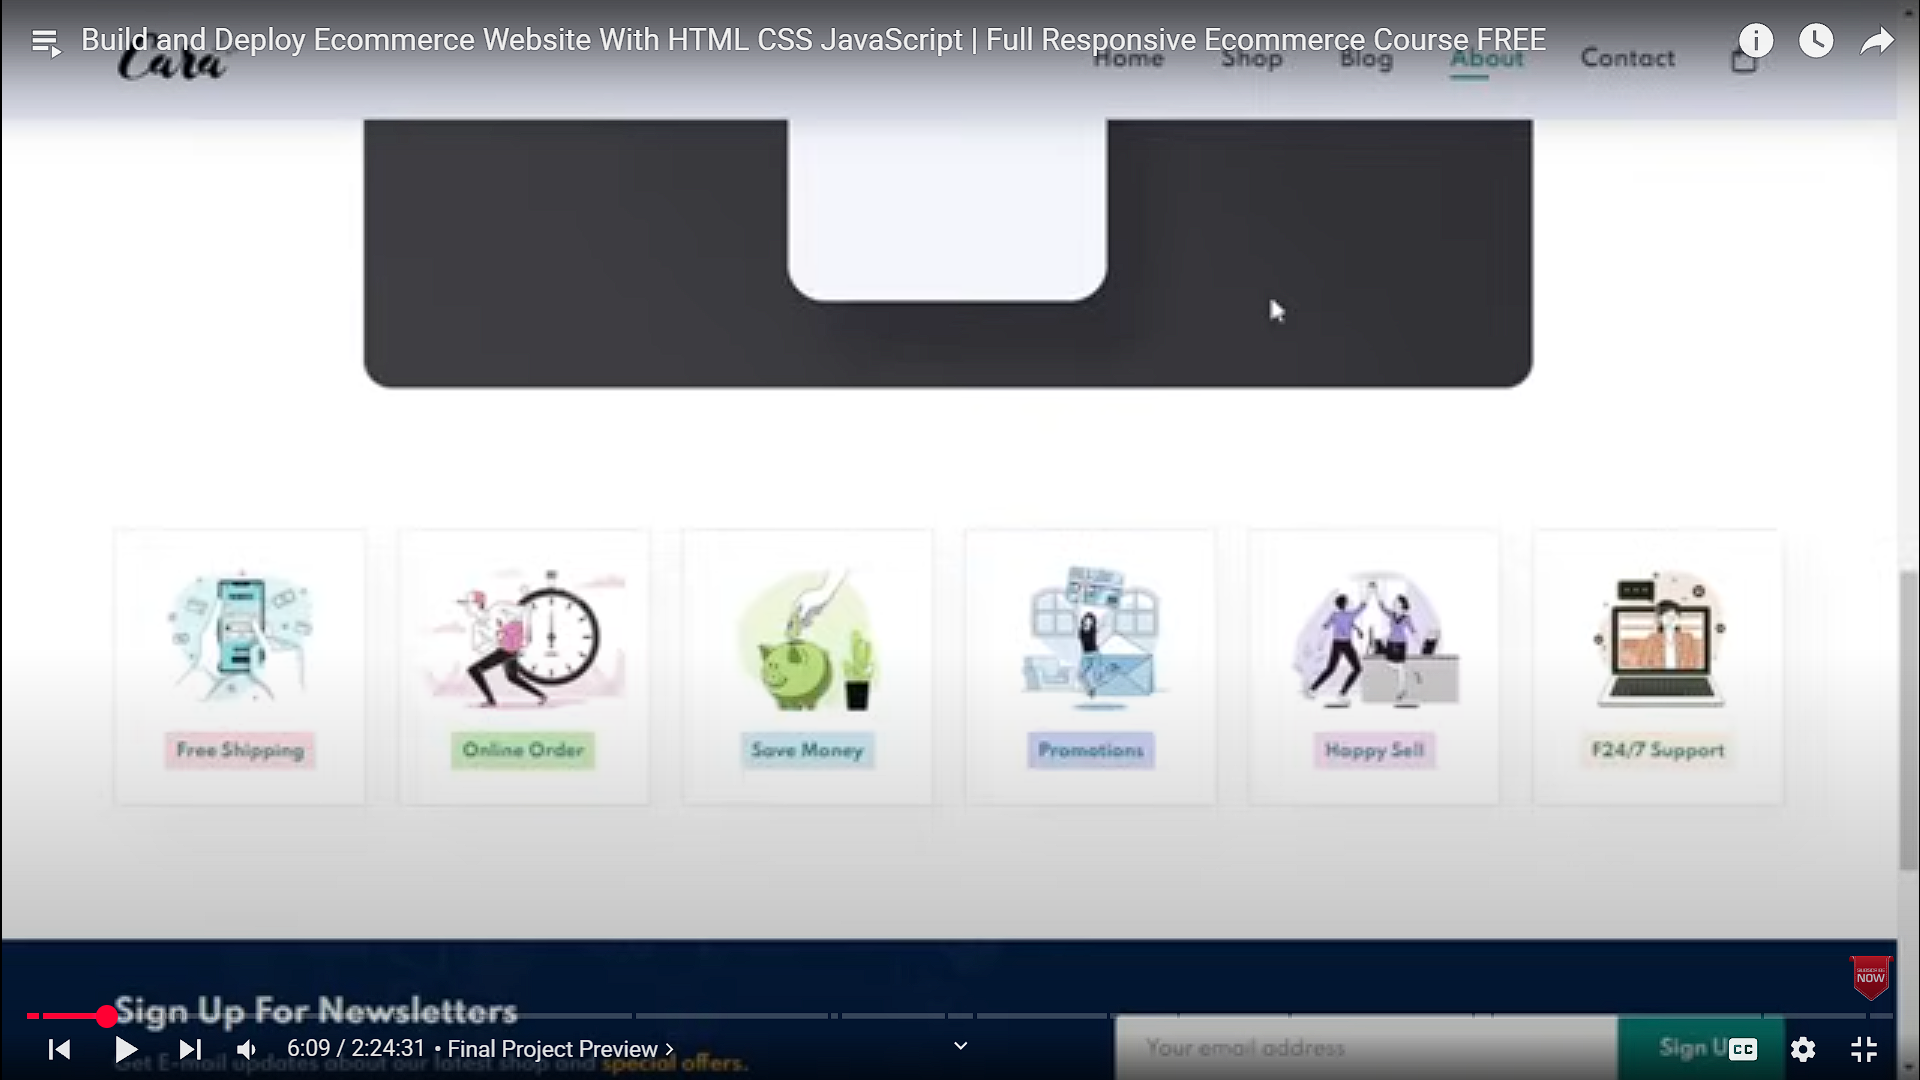 Build and Deploy Ecommerce Website With HTML CSS JavaScript | Full Responsive Ecommerce Course FREE
Cara
Home Shop Blog About Contact
Free Shipping Online Order Save Money Promotions Happy Sell F24/7 Support
SUBSCRIBE
NOW
Sign Up For Newsletters
Get E-mail updates about our latest shop and special offers.
Your email address
Sign U
6:09 / 2:24:31 • Final Project Preview
CC